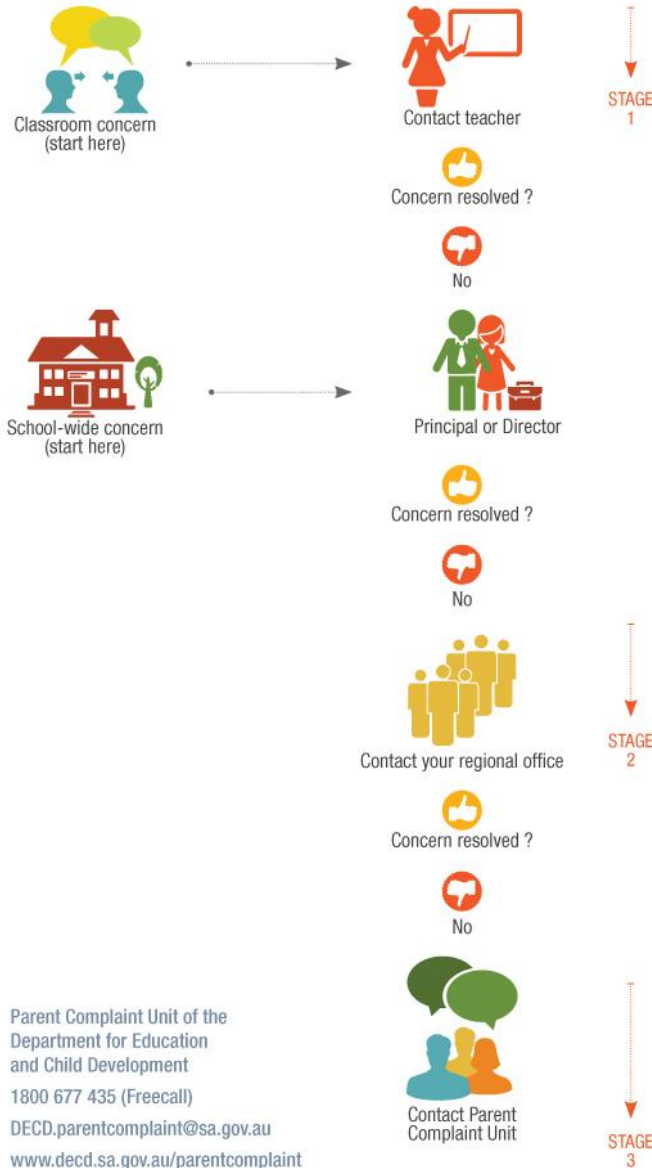 Classroom concern
(start here)
Contact teacher
STAGE
1
Concern resolved ?
No
School-wide concern
(start here)
Principal or Director
Concern resolved ?
No
Contact your regional office
STAGE
2
Concern resolved ?
No
Contact Parent
Complaint Unit
STAGE
3
Parent Complaint Unit of the
Department for Education
and Child Development
1800 677 435 (Freecall)
DECD.parentcomplaint@sa.gov.au
www.decd.sa.gov.au/parentcomplaint